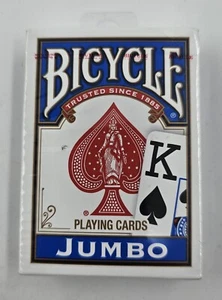 BICYCLE
®
TRUSTED SINCE 1885
K
®
PLAYING CARDS
JUMBO